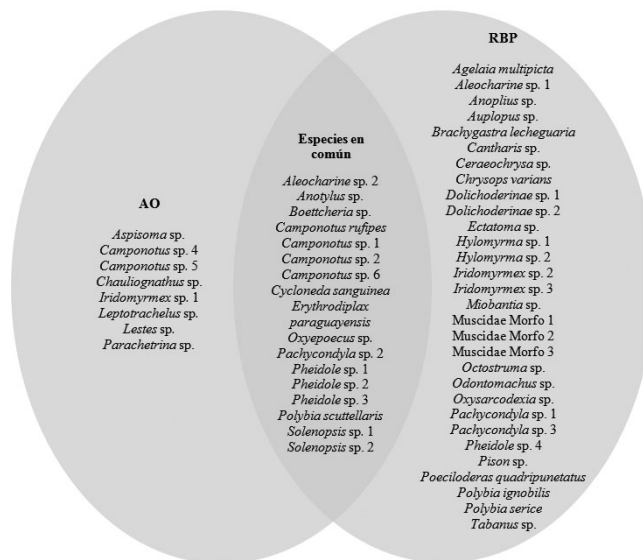 AO
Aspisoma sp.
Camponotus sp. 4
Camponotus sp. 5
Chauliognathus sp.
Iridomyrmex sp. 1
Leptotrachelus sp.
Lestes sp.
Parachetrina sp.
Especies en
común
Aleocharine sp. 2
Anotylus sp.
Boettcheria sp.
Camponotus rufipes
Camponotus sp. 1
Camponotus sp. 2
Camponotus sp. 6
Cycloneda sanguinea
Erythrodiplax
paraguayensis
Oxyepoecus sp.
Pachycondyla sp. 2
Pheidole sp. 1
Pheidole sp. 2
Pheidole sp. 3
Polybia scuttellaris
Solenopsis sp. 1
Solenopsis sp. 2
RBP
Agelaia multipicta
Aleocharine sp. 1
Anoplius sp.
Auplopus sp.
Brachygastra lecheguaria
Cantharis sp.
Ceraeochrysa sp.
Chrysops varians
Dolichoderinae sp. 1
Dolichoderinae sp. 2
Ectatoma sp.
Hylomyrma sp. 1
Hylomyrma sp. 2
Iridomyrmex sp. 2
Iridomyrmex sp. 3
Miobantia sp.
Muscidae Morfo 1
Muscidae Morfo 2
Muscidae Morfo 3
Octostruma sp.
Odontomachus sp.
Oxysarcodexia sp.
Pachycondyla sp. 1
Pachycondyla sp. 3
Pheidole sp. 4
Pison sp.
Poeciloderas quadripunetatus
Polybia ignobilis
Polybia serice
Tabanus sp.